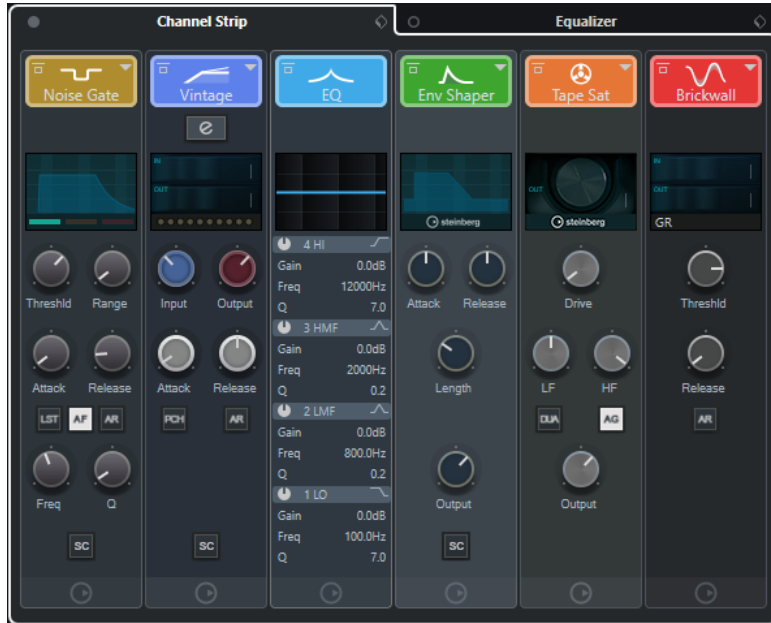 Channel Strip
Equalizer
Noise Gate
Vintage
EQ
Env Shaper
Tape Sat
Brickwall
e
IN
OUT
steinberg
OUT
steinberg
IN
OUT
GR
Threshld
Range
Attack
Release
LST
AF
AR
Freq
Q
SC
Input
Output
Attack
Release
PCH
AR
SC
4 HI
Gain 0.0dB
Freq 12000Hz
Q 7.0
3 HMF
Gain 0.0dB
Freq 2000Hz
Q 0.2
2 LMF
Gain 0.0dB
Freq 800.0Hz
Q 0.2
1 LO
Gain 0.0dB
Freq 100.0Hz
Q 7.0
Attack
Release
Length
Output
SC
Drive
LF
HF
DUA
AG
Output
Threshld
Release
AR